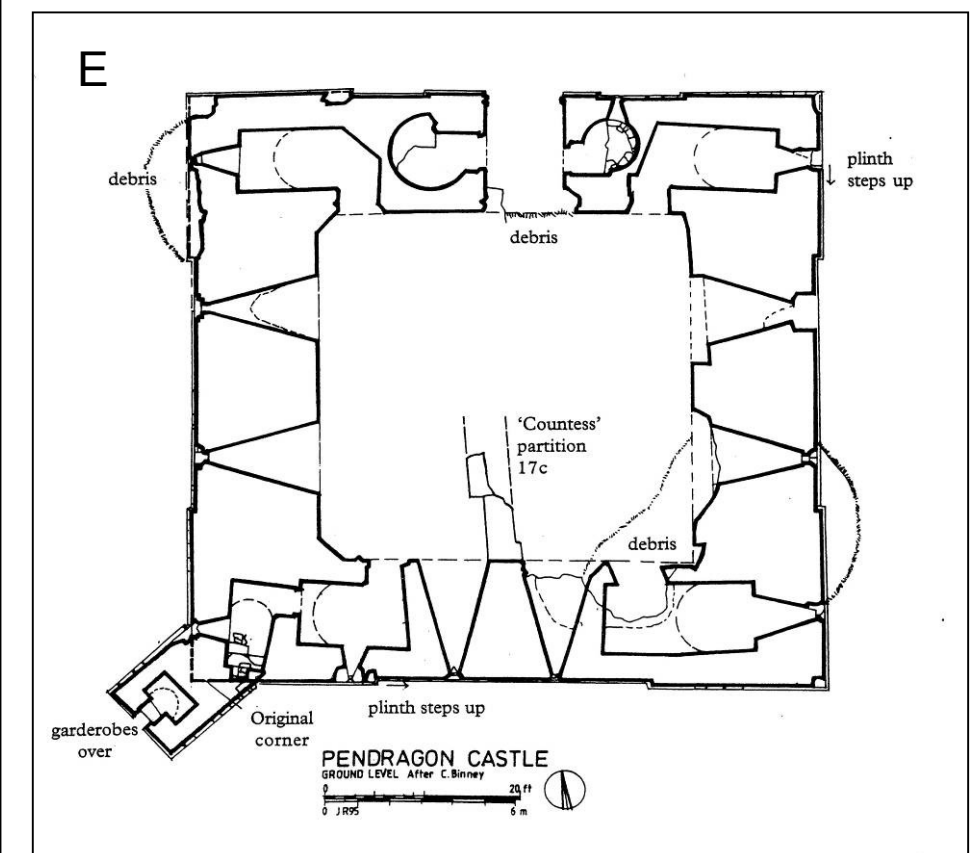 E
debris
plinth
steps up
debris
'Countess'
partition
17c
debris
plinth steps up
Original
corner
garderobes
over
PENDRAGON CASTLE
GROUND LEVEL After C.Binney
0 20 ft
0 JR95 6 m